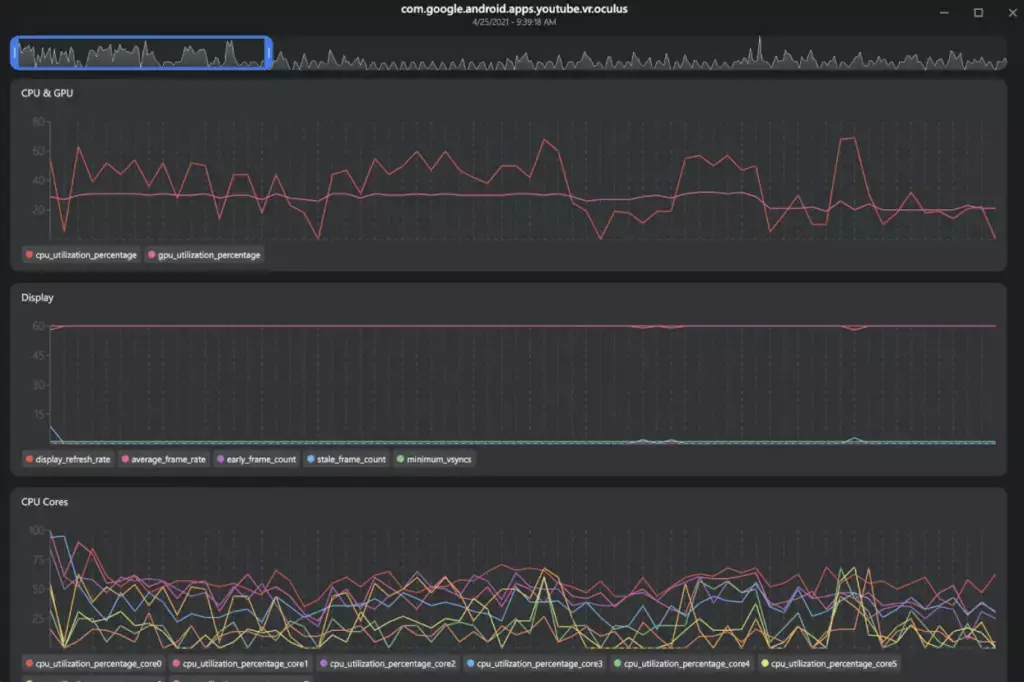 com.google.android.apps.youtube.vr.oculus
4/25/2021 - 9:39:18 AM
CPU & GPU
80
60
40
20
cpu_utilization_percentage
gpu_utilization_percentage
Display
60
45
30
15
display_refresh_rate
average_frame_rate
early_frame_count
stale_frame_count
minimum_vsyncs
CPU Cores
100
75
50
25
cpu_utilization_percentage_core0
cpu_utilization_percentage_core1
cpu_utilization_percentage_core2
cpu_utilization_percentage_core3
cpu_utilization_percentage_core4
cpu_utilization_percentage_core5